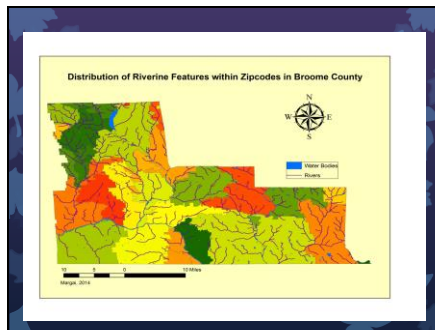 Distribution of Riverine Features within Zipcodes in Broome County
N
W E
S
Water Bodies
Rivers
10 5 0 10 Miles